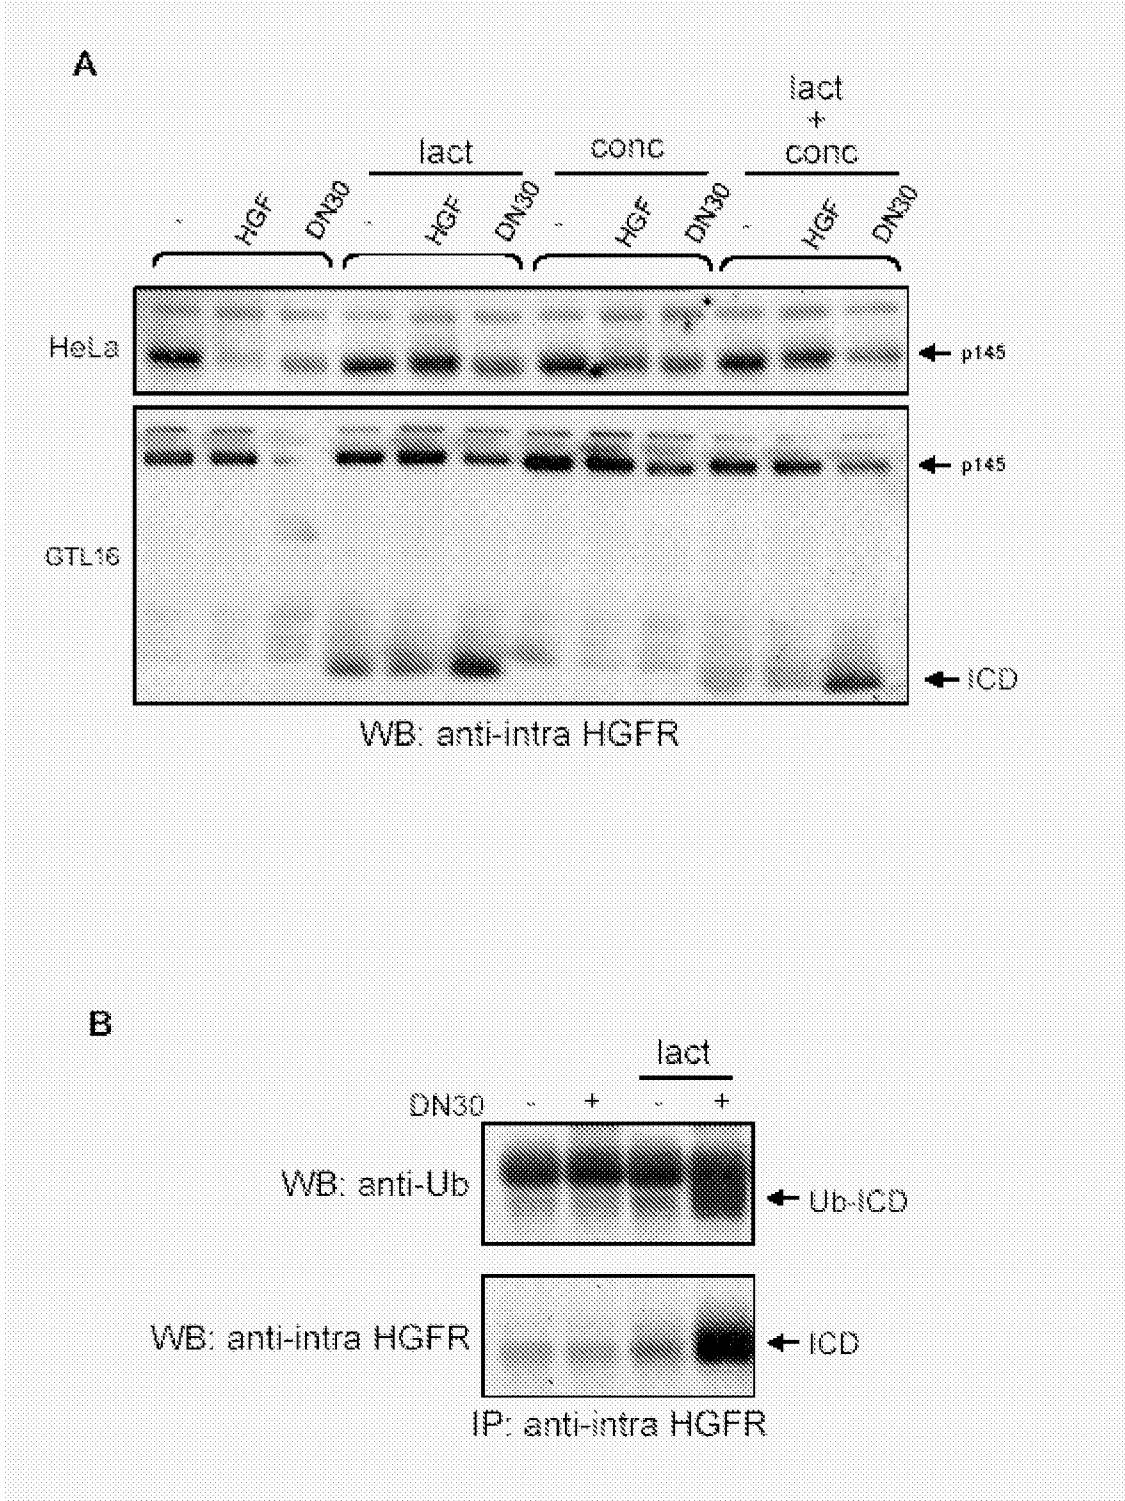 A
lact
+
lact conc conc
- HGF DN30 - HGF DN30 - HGF DN30 - HGF DN30
HeLa p145
p145
GTL16
ICD
WB: anti-intra HGFR
B
lact
DN30 - + - +
WB: anti-Ub Ub-ICD
WB: anti-intra HGFR ICD
IP: anti-intra HGFR